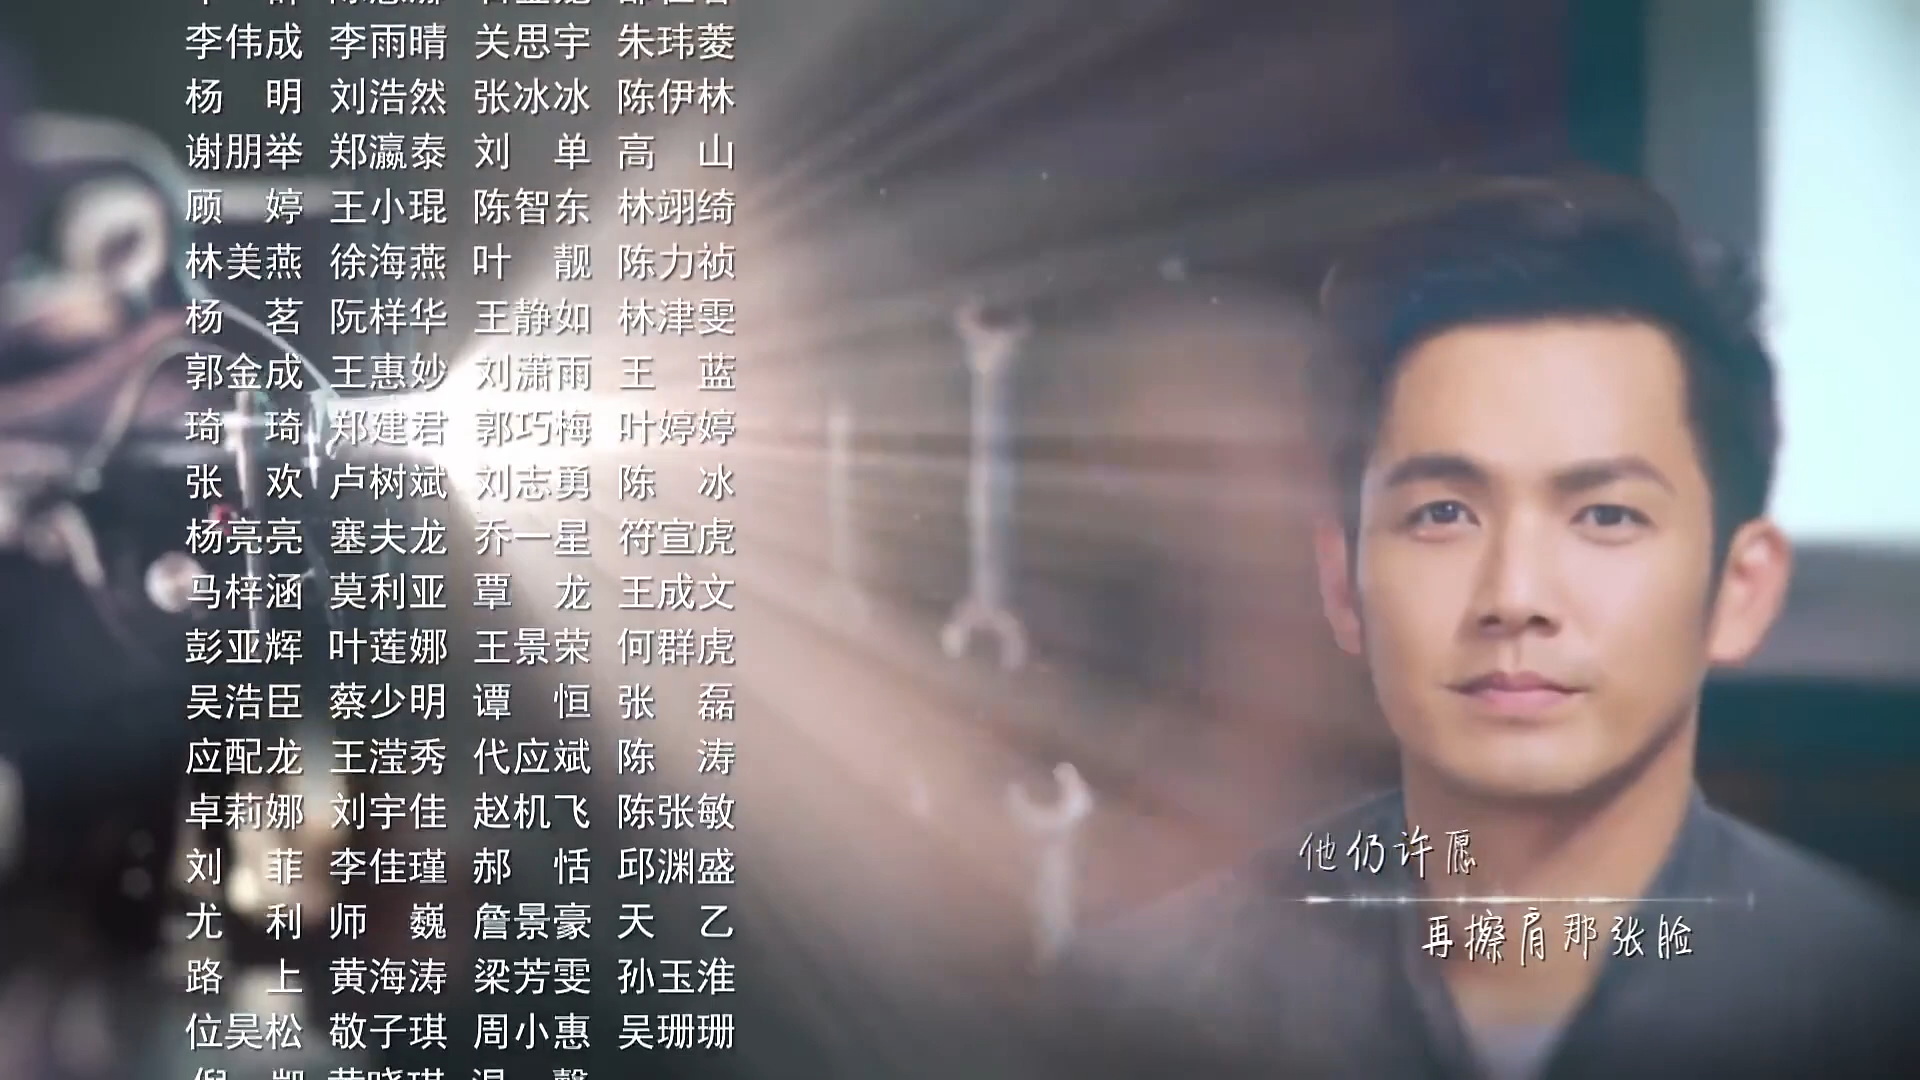 李伟成 李雨晴 关思宇 朱玮菱
杨 明 刘浩然 张冰冰 陈伊林
谢朋举 郑瀛泰 刘 单 高 山
顾 婷 王小琨 陈智东 林翊绮
林美燕 徐海燕 叶 靓 陈力祯
杨 茗 阮样华 王静如 林津雯
郭金成 王惠妙 刘潇雨 王 蓝
琦 琦 郑建君 郭巧梅 叶婷婷
张 欢 卢树斌 刘志勇 陈 冰
杨亮亮 塞夫龙 乔一星 符宣虎
马梓涵 莫利亚 覃 龙 王成文
彭亚辉 叶莲娜 王景荣 何群虎
吴浩臣 蔡少明 谭 恒 张 磊
应配龙 王滢秀 代应斌 陈 涛
卓莉娜 刘宇佳 赵机飞 陈张敏
刘 菲 李佳瑾 郝 恬 邱渊盛
尤 利 师 巍 詹景豪 天 乙
路 上 黄海涛 梁芳雯 孙玉淮
位昊松 敬子琪 周小惠 吴珊珊
他仍许愿
再擦肩那张脸